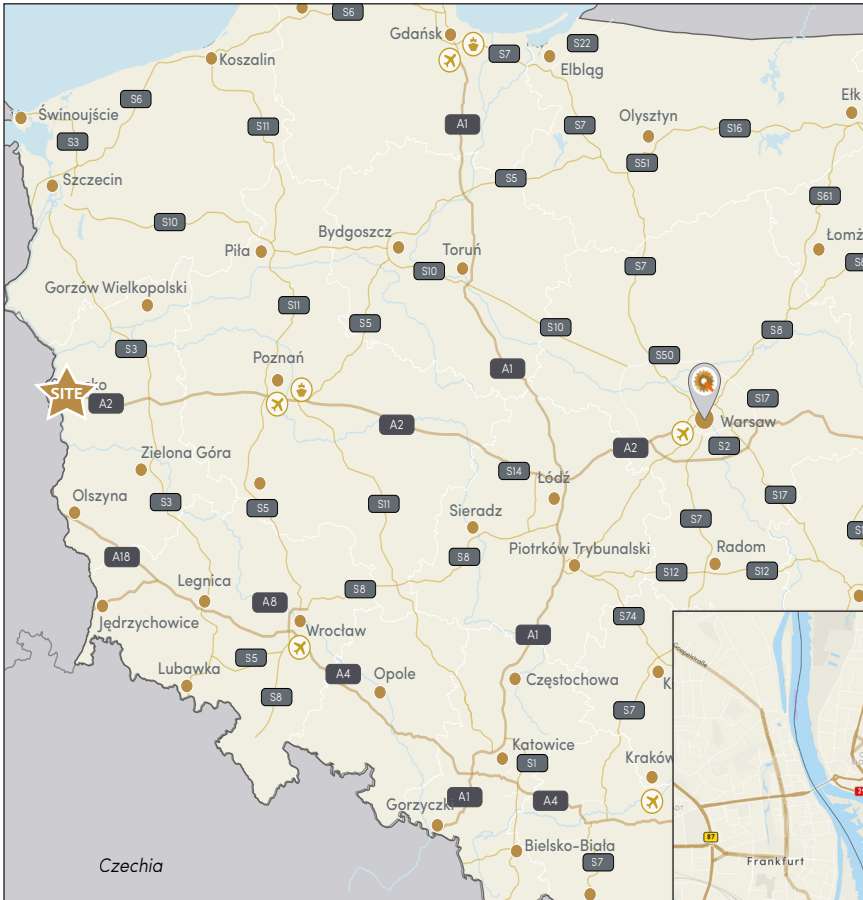 S6
Gdańsk
S22
S7
Koszalin
Elbląg
Ełk
S6
Świnoujście
S11
A1
S7
Olysztyn
S16
S3
S51
Szczecin
S5
S61
S10
Bydgoszcz
Piła
Toruń
S10
S7
Gorzów Wielkopolski
S11
S5
S10
S8
S3
Poznań
A1
S50
SITE
A2
S17
A2
Warsaw
A2
S2
Zielona Góra
S14
Łódź
Olszyna
S3
S5
S11
Sieradz
S7
S17
A18
S8
Piotrków Trybunalski
Radom
S12
S12
Legnica
A8
S8
Jędrzychowice
Wrocław
S74
A1
S5
Lubawka
A4
Opole
Częstochowa
S8
S7
Katowice
S1
Kraków
Gorzyczki
A1
A4
Bielsko-Biała
S7
Czechia
87
Frankfurt